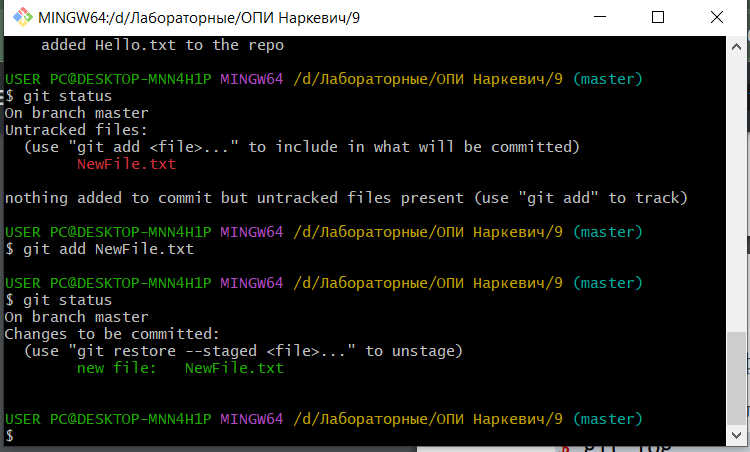 MINGW64:/d/Лабораторные/ОПИ Наркевич/9
added Hello.txt to the repo
USER PC@DESKTOP-MNN4H1P MINGW64 /d/Лабораторные/ОПИ Наркевич/9 (master)
$ git status
On branch master
Untracked files:
(use "git add <file>..." to include in what will be committed)
NewFile.txt
nothing added to commit but untracked files present (use "git add" to track)
USER PC@DESKTOP-MNN4H1P MINGW64 /d/Лабораторные/ОПИ Наркевич/9 (master)
$ git add NewFile.txt
USER PC@DESKTOP-MNN4H1P MINGW64 /d/Лабораторные/ОПИ Наркевич/9 (master)
$ git status
On branch master
Changes to be committed:
(use "git restore --staged <file>..." to unstage)
new file:   NewFile.txt
USER PC@DESKTOP-MNN4H1P MINGW64 /d/Лабораторные/ОПИ Наркевич/9 (master)
$